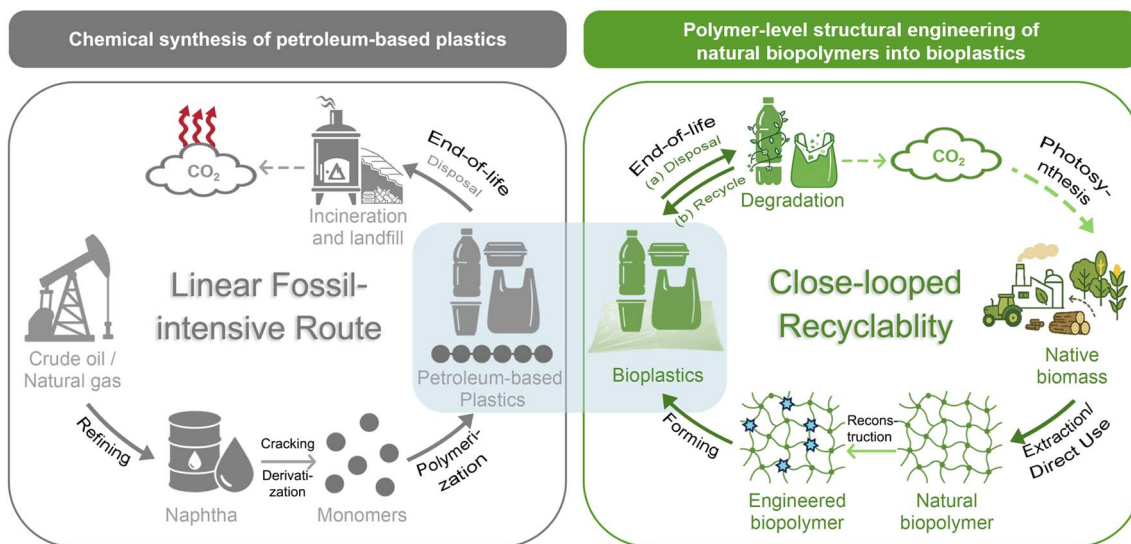 Chemical synthesis of petroleum-based plastics
CO2
End-of-life
Disposal
Incineration
and landfill
Linear Fossil-
intensive Route
Crude oil /
Natural gas
Petroleum-based
Plastics
Refining
Cracking
Derivati-
zation
Polymeri-
zation
Naphtha
Monomers
Polymer-level structural engineering of
natural biopolymers into bioplastics
End-of-life
(a) Disposal
(b) Recycle
Degradation
CO2
Photosy-
nthesis
Close-looped
Recyclablity
Bioplastics
Native
biomass
Forming
Recons-
truction
Extraction/
Direct Use
Engineered
biopolymer
Natural
biopolymer